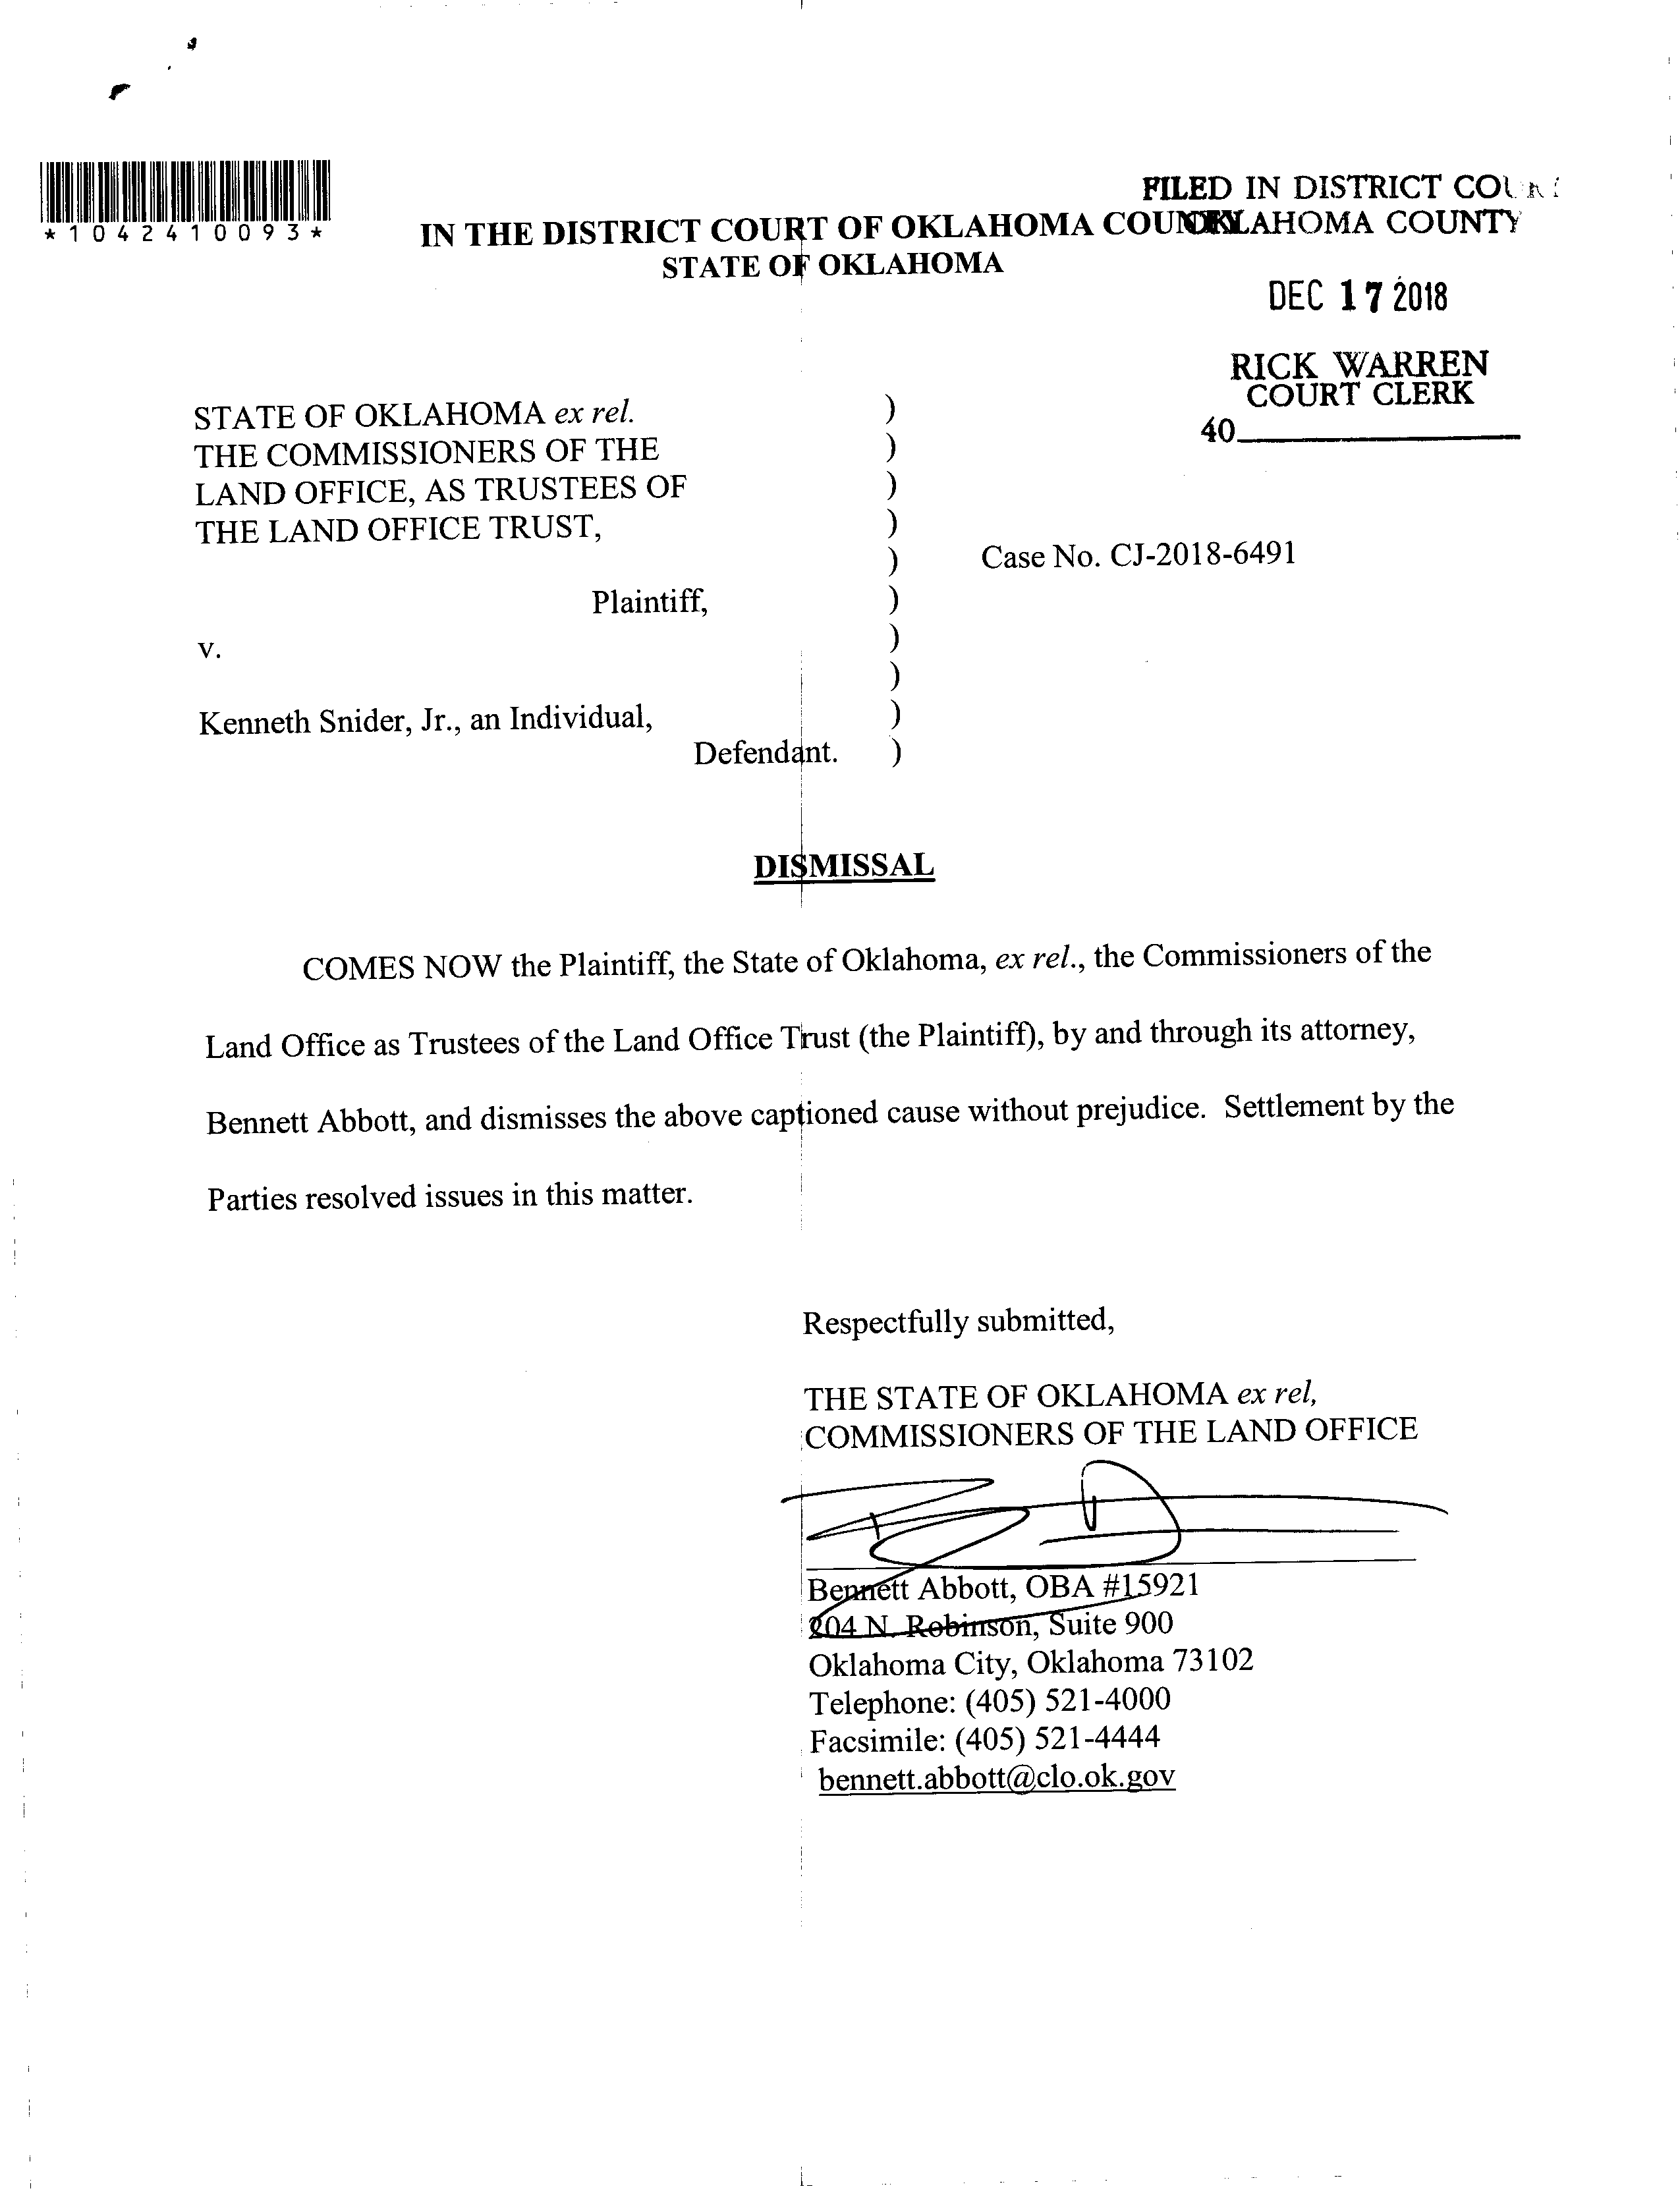 *1042410093*
FILED IN DISTRICT COURT
OKLAHOMA COUNTY
IN THE DISTRICT COURT OF OKLAHOMA COUNTY
STATE OF OKLAHOMA
DEC 17 2018
RICK WARREN
COURT CLERK
40
STATE OF OKLAHOMA ex rel. )
THE COMMISSIONERS OF THE )
LAND OFFICE, AS TRUSTEES OF )
THE LAND OFFICE TRUST, )
) Case No. CJ-2018-6491
Plaintiff, )
v. )
)
Kenneth Snider, Jr., an Individual, )
Defendant. )
DISMISSAL
COMES NOW the Plaintiff, the State of Oklahoma, ex rel., the Commissioners of the
Land Office as Trustees of the Land Office Trust (the Plaintiff), by and through its attorney,
Bennett Abbott, and dismisses the above captioned cause without prejudice. Settlement by the
Parties resolved issues in this matter.
Respectfully submitted,
THE STATE OF OKLAHOMA ex rel,
COMMISSIONERS OF THE LAND OFFICE
Bennett Abbott, OBA #15921
204 N. Robinson, Suite 900
Oklahoma City, Oklahoma 73102
Telephone: (405) 521-4000
Facsimile: (405) 521-4444
bennett.abbott@clo.ok.gov